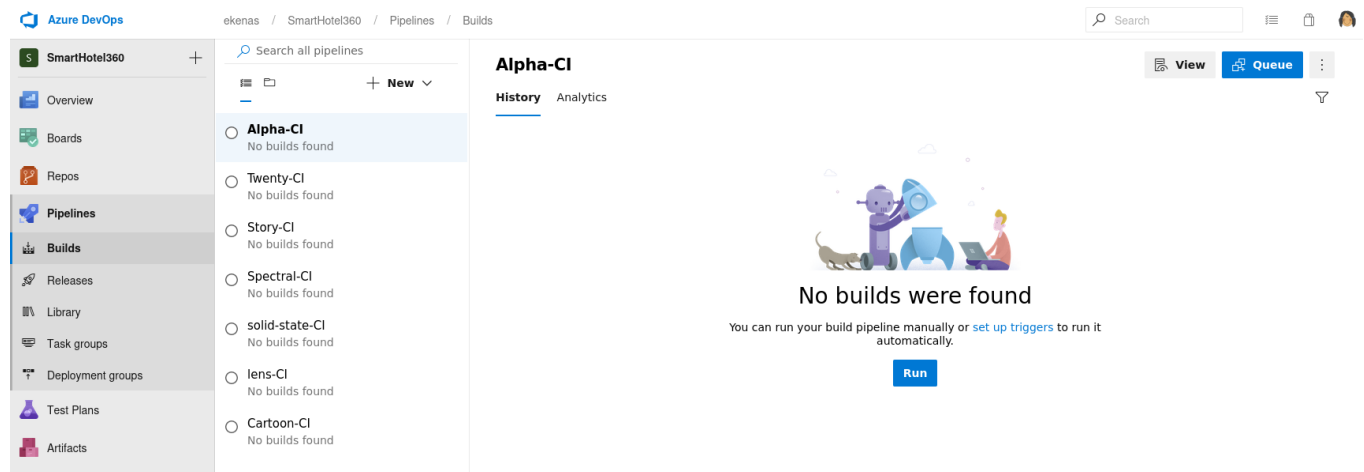 Azure DevOps
ekenas / SmartHotel360 / Pipelines / Builds
Search
S SmartHotel360
Overview
Boards
Repos
Pipelines
Builds
Releases
Library
Task groups
Deployment groups
Test Plans
Artifacts
Search all pipelines
New
Alpha-CI
No builds found
Twenty-CI
No builds found
Story-CI
No builds found
Spectral-CI
No builds found
solid-state-CI
No builds found
lens-CI
No builds found
Cartoon-CI
No builds found
Alpha-CI
View Queue
History Analytics
No builds were found
You can run your build pipeline manually or set up triggers to run it
automatically.
Run